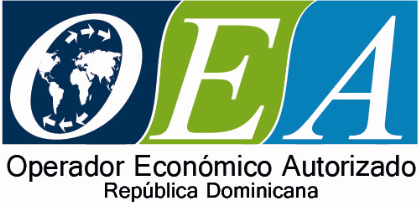 OEA
Operador Económico Autorizado
República Dominicana